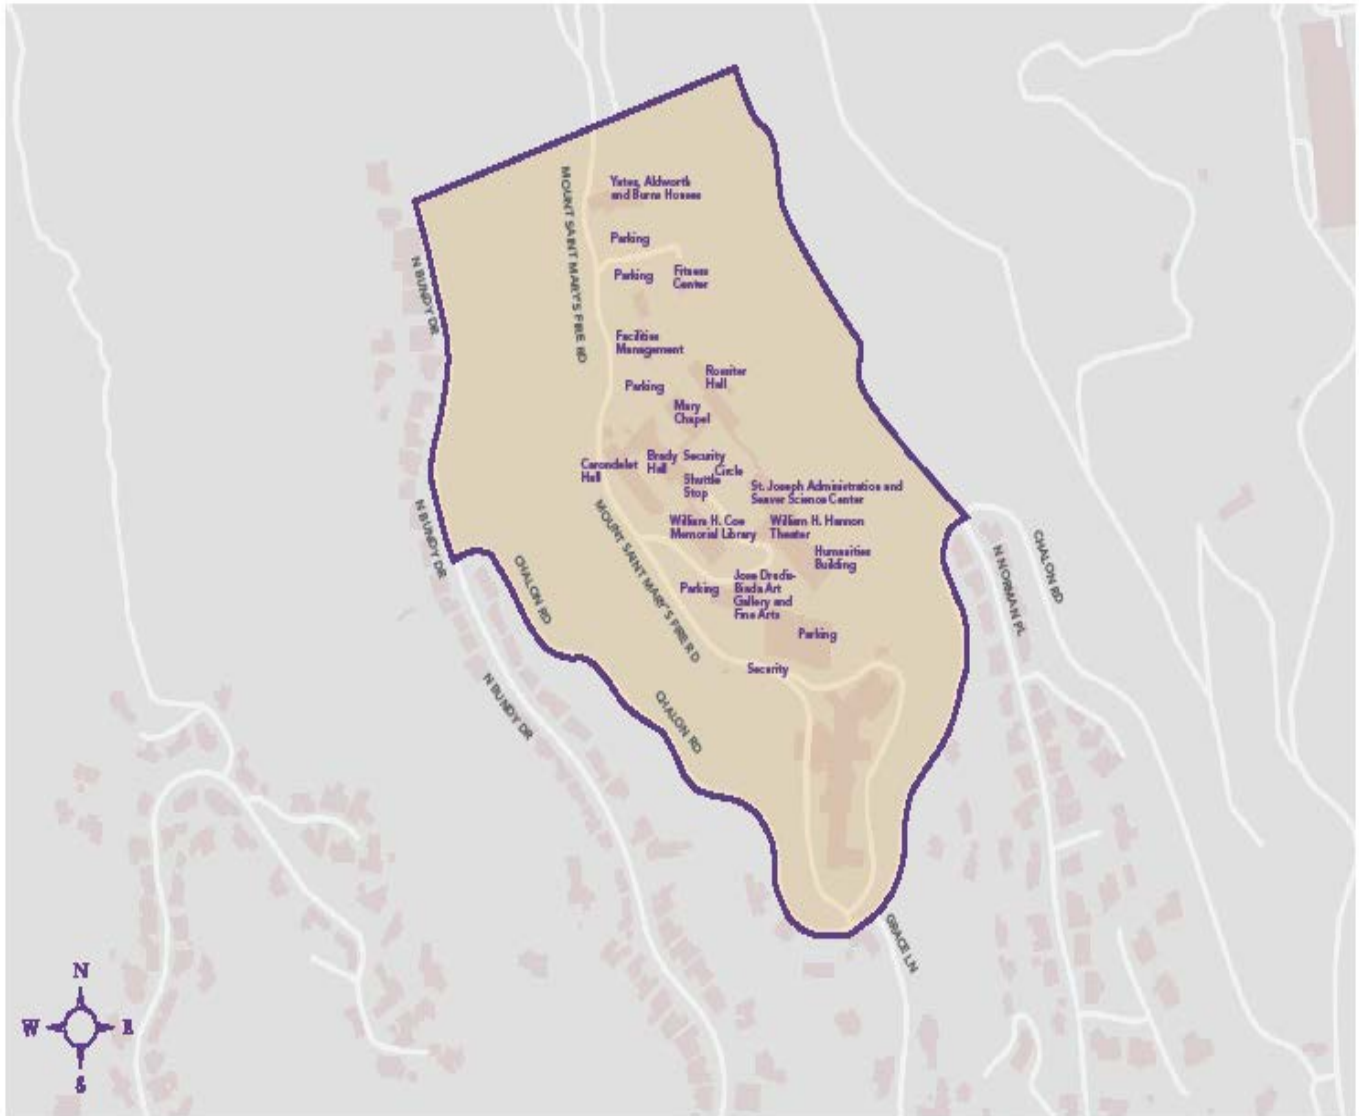 MOUNT SAINT MARY'S FIRE RD
Yates, Aldworth
and Burns Houses
Parking
N BUNDY DR
Parking
Fitness
Center
Facilities
Management
Rossiter
Hall
Parking
Mary
Chapel
Carondelet
Hall
Brady
Hall
Security
Circle
Shuttle
Stop
St. Joseph Administration and
Seaver Science Center
N BUNDY DR
MOUNT SAINT MARY'S FIRE RD
William H. Coe
Memorial Library
William H. Hannon
Theater
Humanities
Building
CHALON RD
N NORMAN PL
CHALON RD
Parking
Jose Drudis-
Biada Art
Gallery and
Fine Arts
Parking
Security
N BUNDY DR
CHALON RD
GRACE LN
N
W
E
S